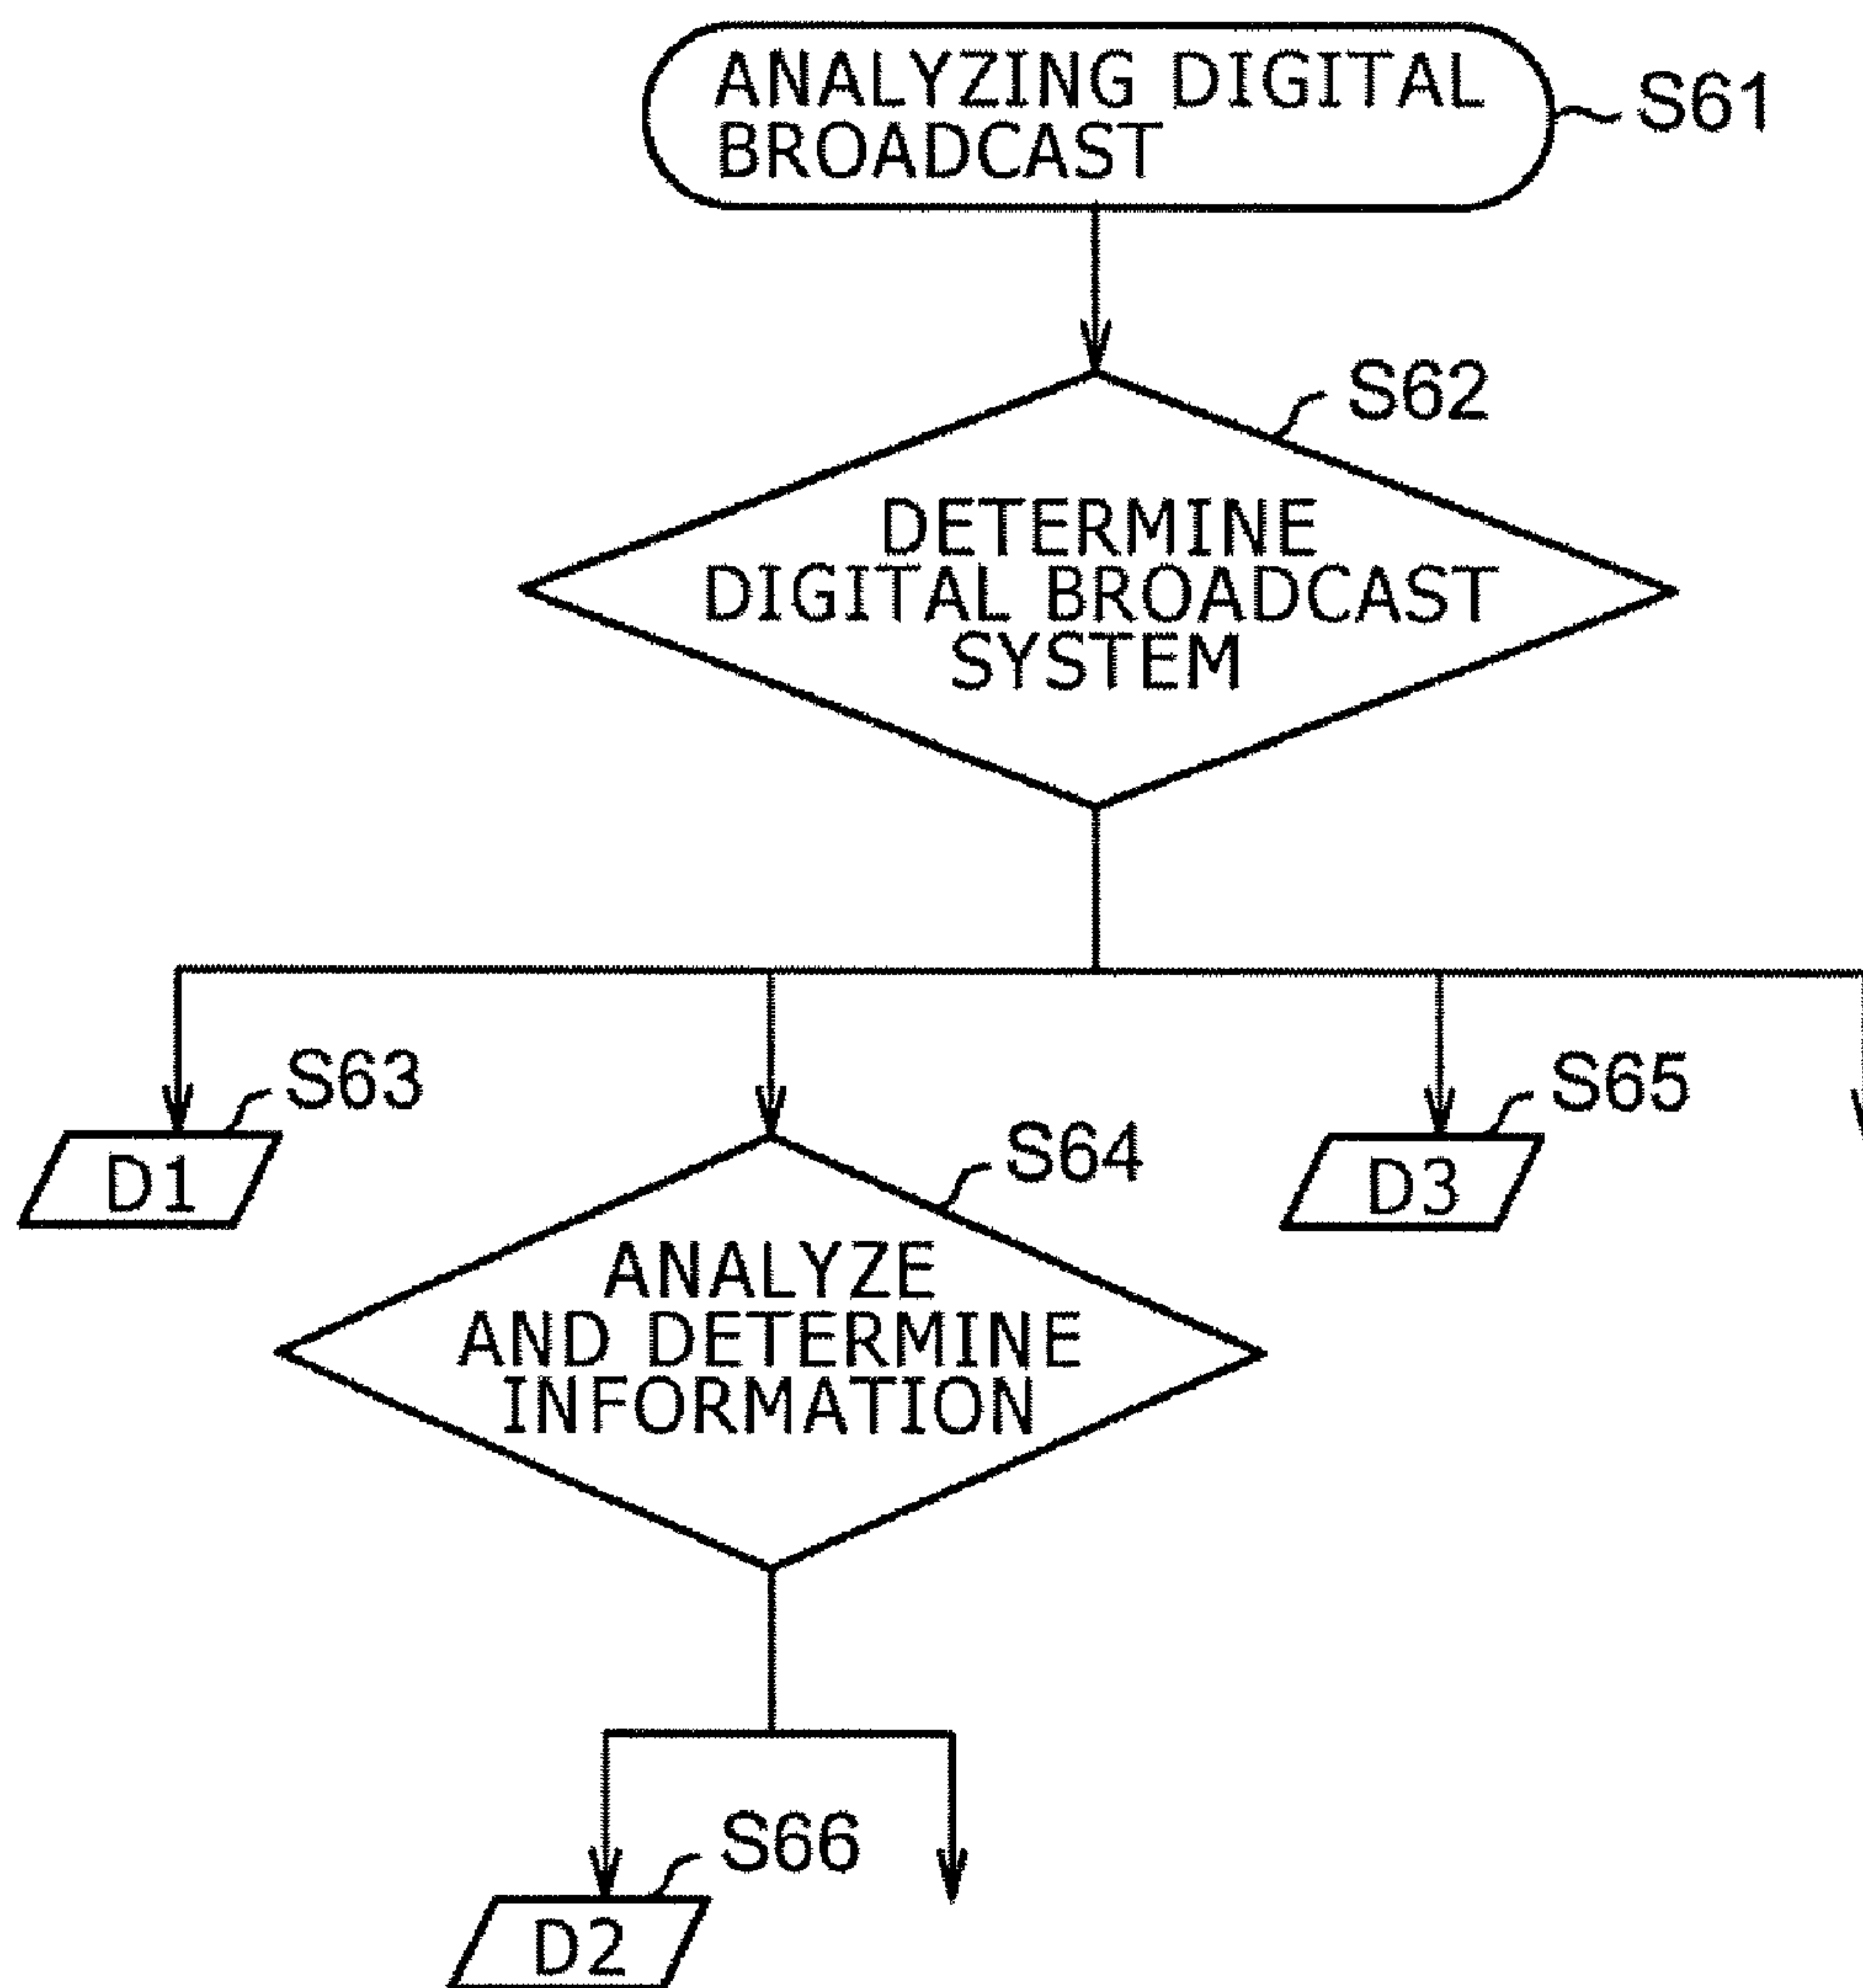 ANALYZING DIGITAL
BROADCAST
S61
S62
DETERMINE
DIGITAL BROADCAST
SYSTEM
S63
D1
S64
ANALYZE
AND DETERMINE
INFORMATION
S65
D3
S66
D2